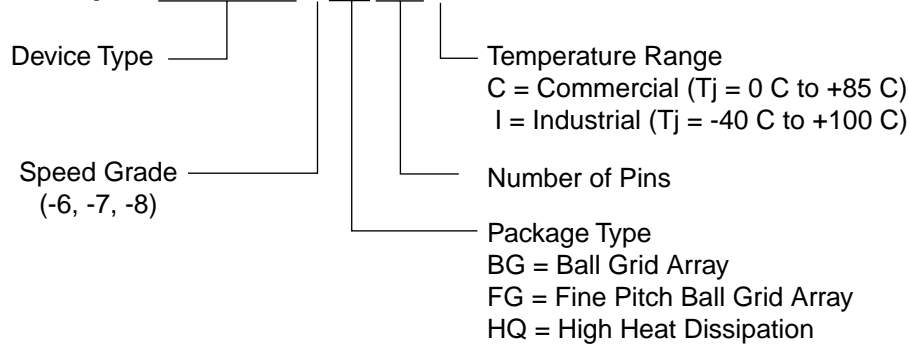 Device Type
Temperature Range
C = Commercial (Tj = 0 C to +85 C)
I = Industrial (Tj = -40 C to +100 C)
Speed Grade
(-6, -7, -8)
Number of Pins
Package Type
BG = Ball Grid Array
FG = Fine Pitch Ball Grid Array
HQ = High Heat Dissipation